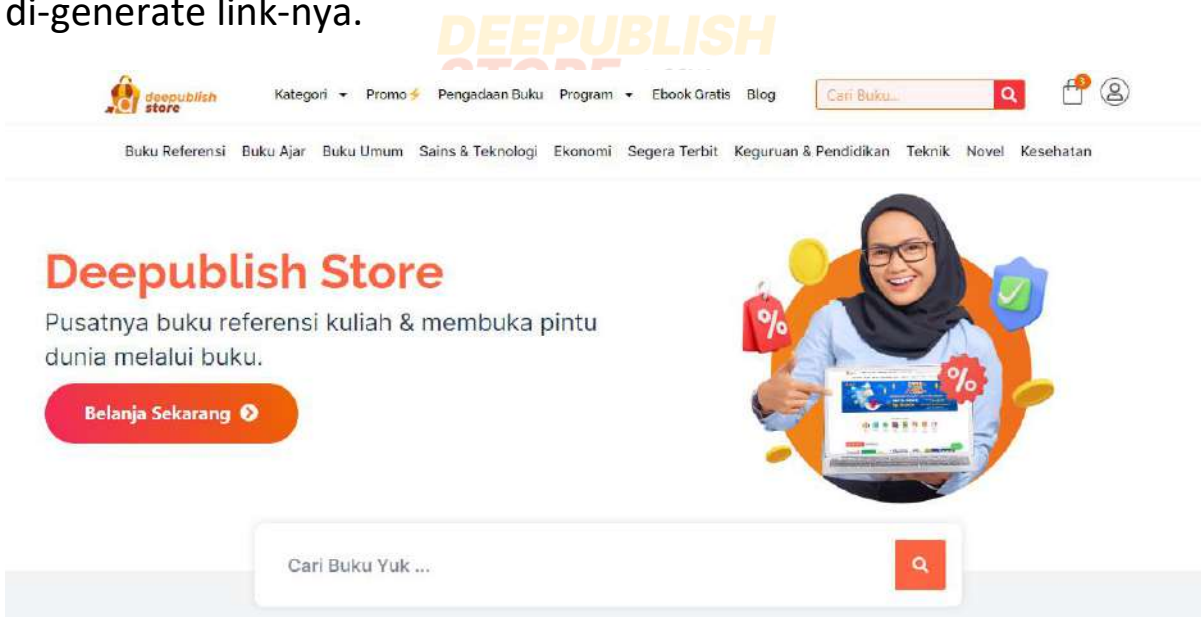 di-generate link-nya.
DEEPUBLISH
STORE
deepublish
store
Kategori Promo Pengadaan Buku Program Ebook Gratis Blog
Cari Buku...
3
Buku Referensi Buku Ajar Buku Umum Sains & Teknologi Ekonomi Segera Terbit Keguruan & Pendidikan Teknik Novel Kesehatan
Deepublish Store
Pusatnya buku referensi kuliah & membuka pintu
dunia melalui buku.
Belanja Sekarang
%
%
Cari Buku Yuk ...